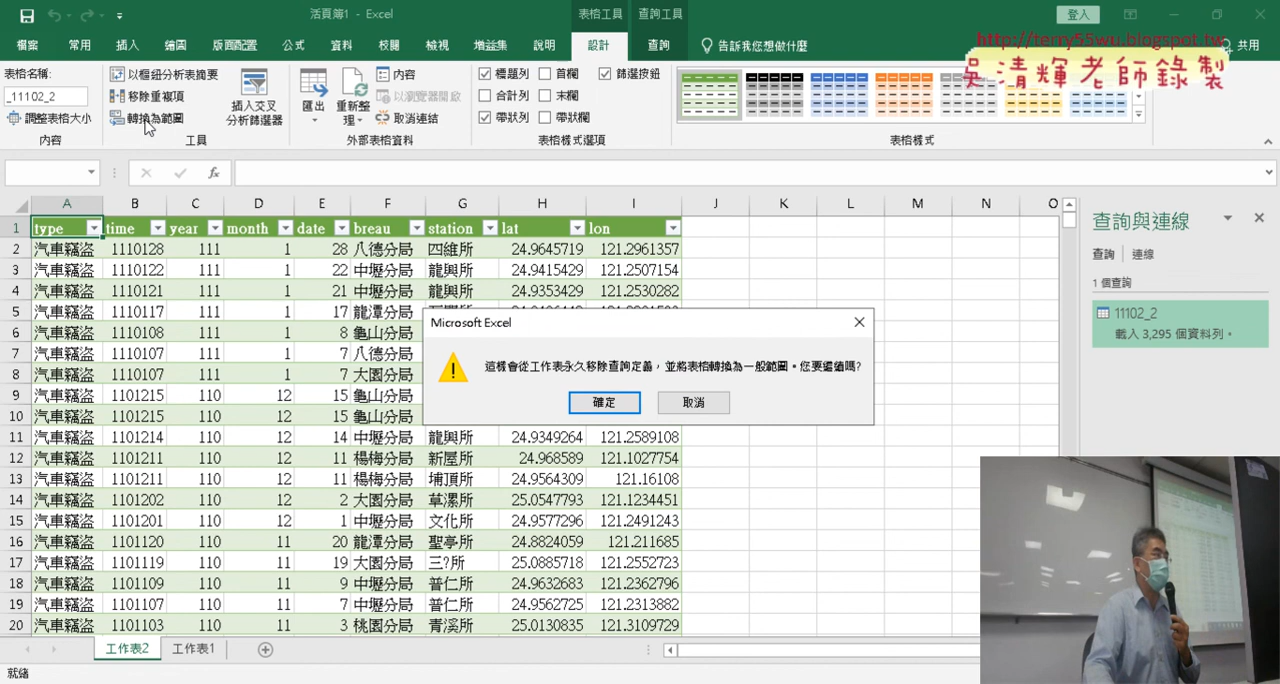 活頁簿1 - Excel
表格工具
查詢工具
登入
檔案
常用
插入
繪圖
版面配置
公式
資料
校閱
檢視
增益集
說明
設計
查詢
告訴我您想做什麼
共用
http://terry55wu.blogspot.tw
吳清輝老師錄製
表格名稱:
_11102_2
調整表格大小
內容
以樞紐分析表摘要
移除重複項
轉換為範圍
插入交叉
分析篩選器
工具
匯出
重新整
理
內容
以瀏覽器開啟
取消連結
外部表格資料
標題列
首欄
篩選按鈕
合計列
末欄
帶狀列
帶狀欄
表格樣式選項
表格樣式
fx
A B C D E F G H I J K L M N O
1 type time year month date breau station lat lon
2 汽車竊盜 1110128 111 1 28 八德分局 四維所 24.9645719 121.2961357
3 汽車竊盜 1110122 111 1 22 中壢分局 龍興所 24.9415429 121.2507154
4 汽車竊盜 1110121 111 1 21 中壢分局 龍興所 24.9353429 121.2530282
5 汽車竊盜 1110117 111 1 17 龍潭分局
6 汽車竊盜 1110108 111 1 8 龜山分局
7 汽車竊盜 1110107 111 1 7 八德分局
8 汽車竊盜 1110107 111 1 7 大園分局
9 汽車竊盜 1101215 110 12 15 龜山分局
10 汽車竊盜 1101215 110 12 15 龜山分局
11 汽車竊盜 1101214 110 12 14 中壢分局 龍興所 24.9349264 121.2589108
12 汽車竊盜 1101211 110 12 11 楊梅分局 新屋所 24.968589 121.1027754
13 汽車竊盜 1101211 110 12 11 楊梅分局 埔頂所 24.9564309 121.16108
14 汽車竊盜 1101202 110 12 2 大園分局 草漯所 25.0547793 121.1234451
15 汽車竊盜 1101201 110 12 1 中壢分局 文化所 24.9577296 121.2491243
16 汽車竊盜 1101120 110 11 20 龍潭分局 聖亭所 24.8824059 121.211685
17 汽車竊盜 1101119 110 11 19 大園分局 三?所 25.0885718 121.2552723
18 汽車竊盜 1101109 110 11 9 中壢分局 普仁所 24.9632683 121.2362796
19 汽車竊盜 1101107 110 11 7 中壢分局 普仁所 24.9562725 121.2313882
20 汽車竊盜 1101103 110 11 3 桃園分局 青溪所 25.0130835 121.3109729
Microsoft Excel
這樣會從工作表永久移除查詢定義，並將表格轉換為一般範圍。您要繼續嗎?
確定
取消
查詢與連線
查詢
連線
1 個查詢
11102_2
載入 3,295 個資料列。
工作表2
工作表1
就緒